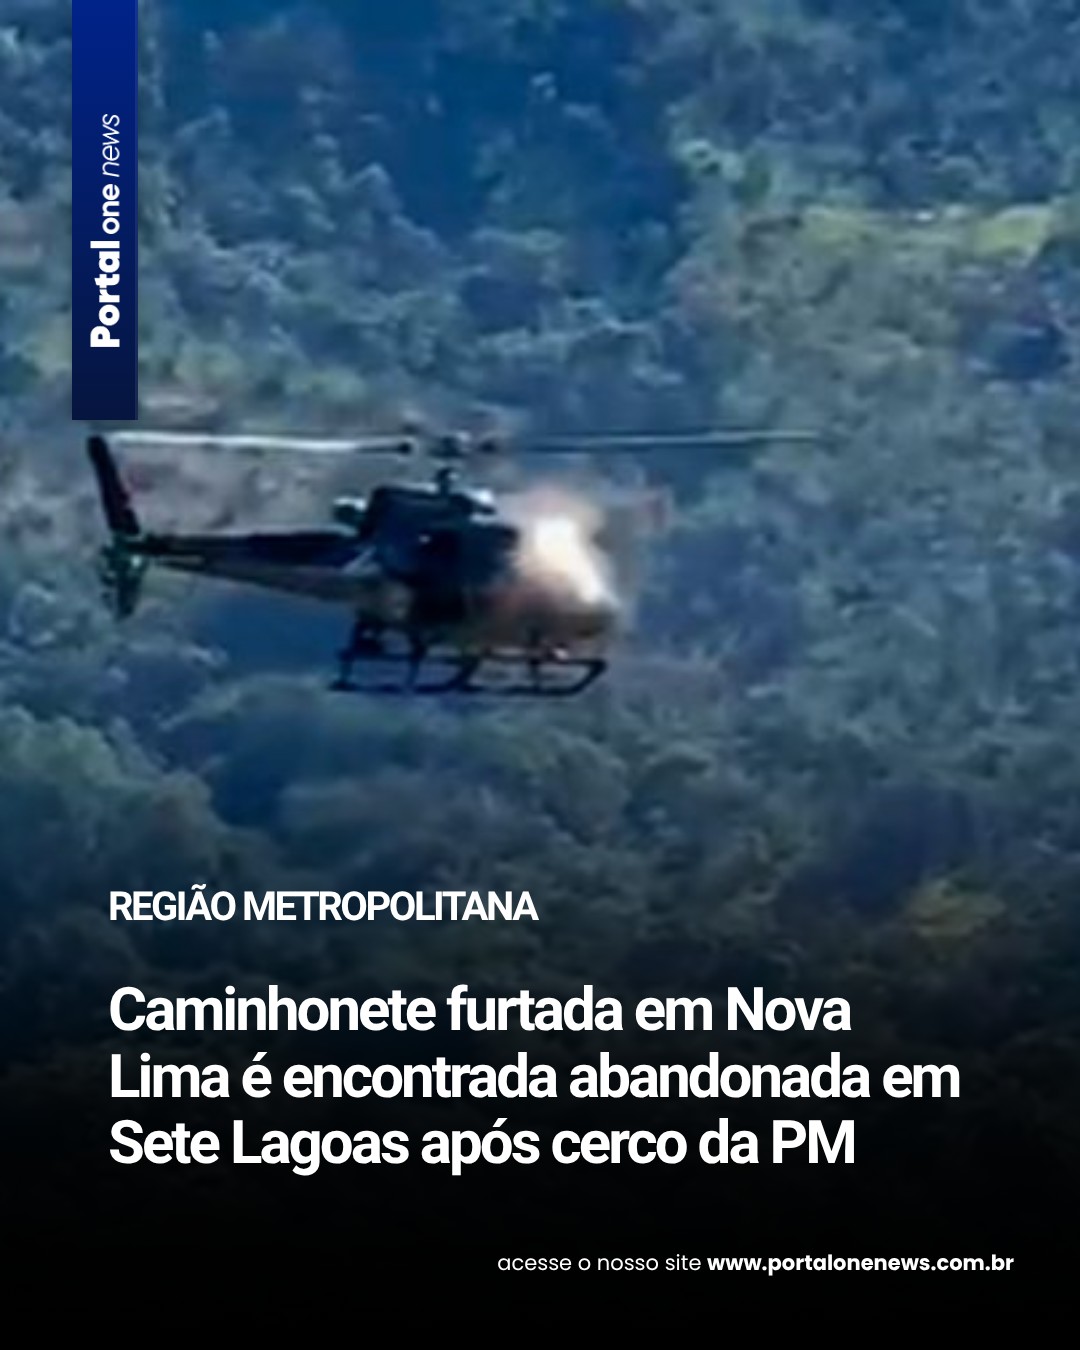 Portal one news
REGIÃO METROPOLITANA
Caminhonete furtada em Nova
Lima é encontrada abandonada em
Sete Lagoas após cerco da PM
acesse o nosso site www.portalonenews.com.br